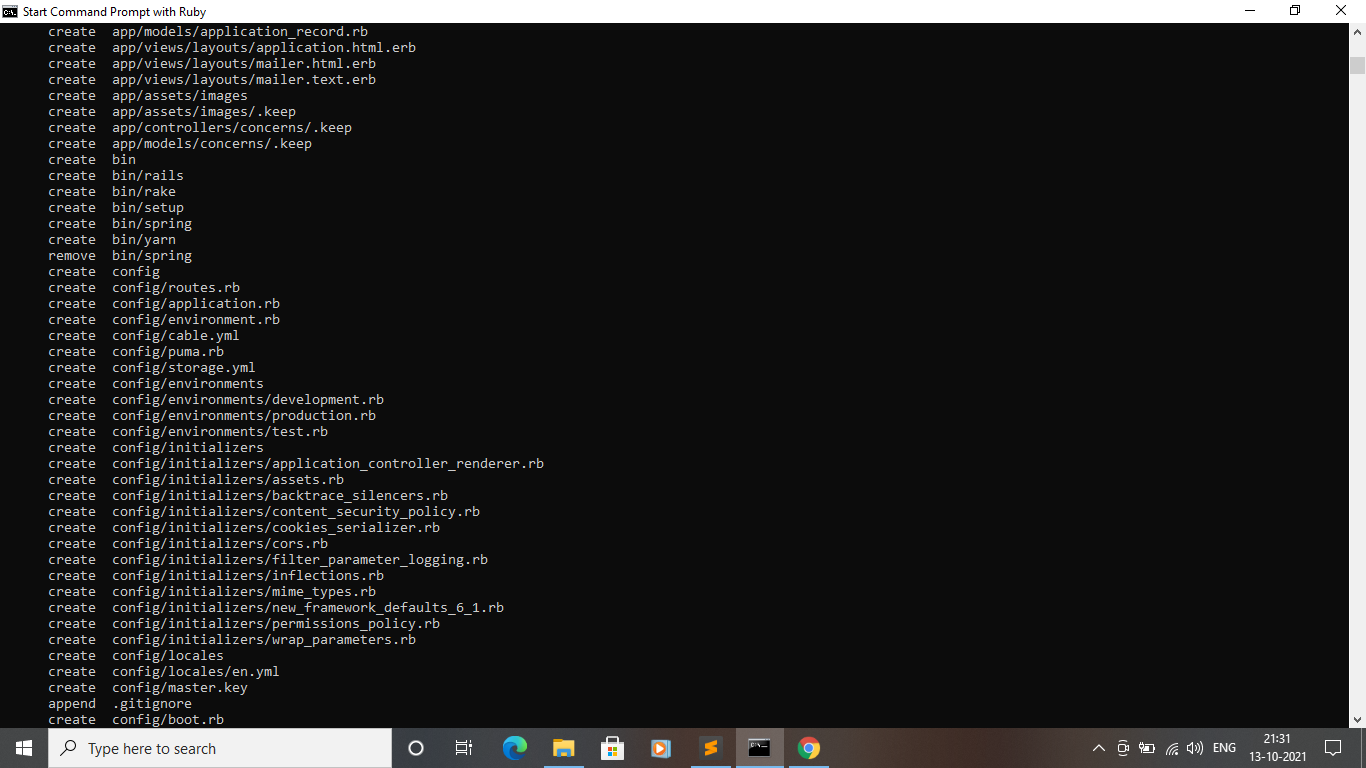 Start Command Prompt with Ruby
create app/models/application_record.rb
create app/views/layouts/application.html.erb
create app/views/layouts/mailer.html.erb
create app/views/layouts/mailer.text.erb
create app/assets/images
create app/assets/images/.keep
create app/controllers/concerns/.keep
create app/models/concerns/.keep
create bin
create bin/rails
create bin/rake
create bin/setup
create bin/spring
create bin/yarn
remove bin/spring
create config
create config/routes.rb
create config/application.rb
create config/environment.rb
create config/cable.yml
create config/puma.rb
create config/storage.yml
create config/environments
create config/environments/development.rb
create config/environments/production.rb
create config/environments/test.rb
create config/initializers
create config/initializers/application_controller_renderer.rb
create config/initializers/assets.rb
create config/initializers/backtrace_silencers.rb
create config/initializers/content_security_policy.rb
create config/initializers/cookies_serializer.rb
create config/initializers/cors.rb
create config/initializers/filter_parameter_logging.rb
create config/initializers/inflections.rb
create config/initializers/mime_types.rb
create config/initializers/new_framework_defaults_6_1.rb
create config/initializers/permissions_policy.rb
create config/initializers/wrap_parameters.rb
create config/locales
create config/locales/en.yml
create config/master.key
append .gitignore
create config/boot.rb
Type here to search
ENG
21:31
13-10-2021